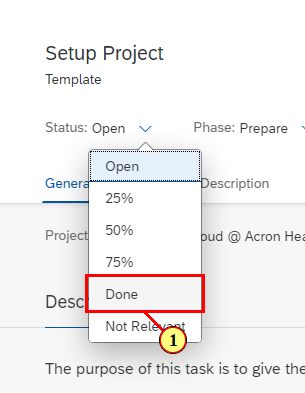 Setup Project
Template
Status: Open Phase: Prepare
Open
Genera Description
25%
50%
Project oud @ Acron Hea
75%
Done
Desc
Not Relevant
1
The purpose of this task is to give the